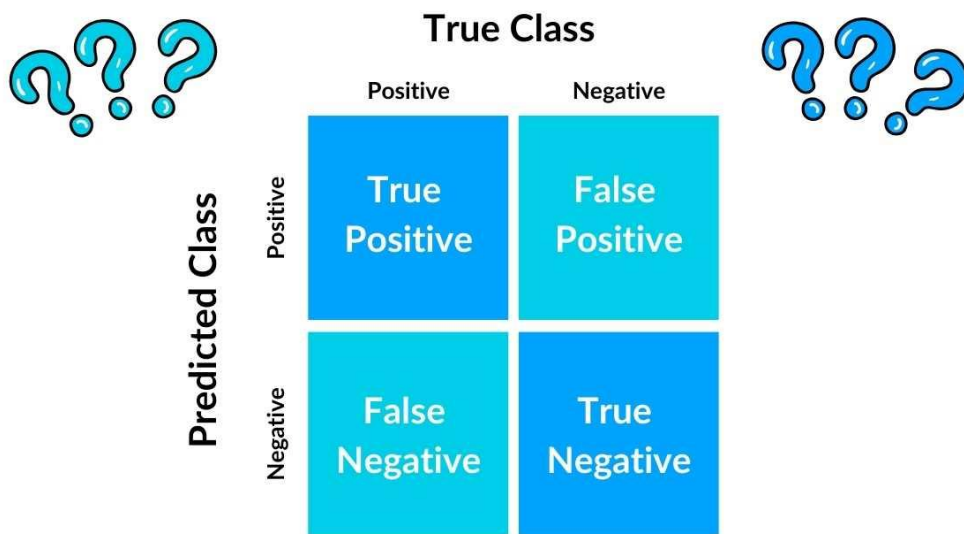 True Class
Positive Negative
Predicted Class
Positive
True
Positive
False
Positive
Negative
False
Negative
True
Negative